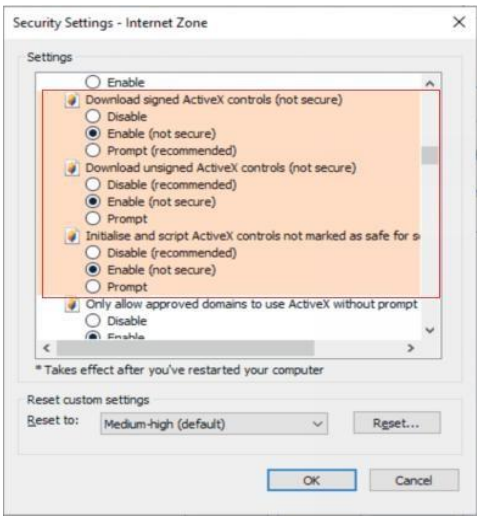 Security Settings - Internet Zone
Settings
Enable
Download signed ActiveX controls (not secure)
Disable
Enable (not secure)
Prompt (recommended)
Download unsigned ActiveX controls (not secure)
Disable (recommended)
Enable (not secure)
Prompt
Initialise and script ActiveX controls not marked as safe for s
Disable (recommended)
Enable (not secure)
Prompt
Only allow approved domains to use ActiveX without prompt
Disable
Enable
* Takes effect after you've restarted your computer
Reset custom settings
Reset to: Medium-high (default) Reset...
OK Cancel